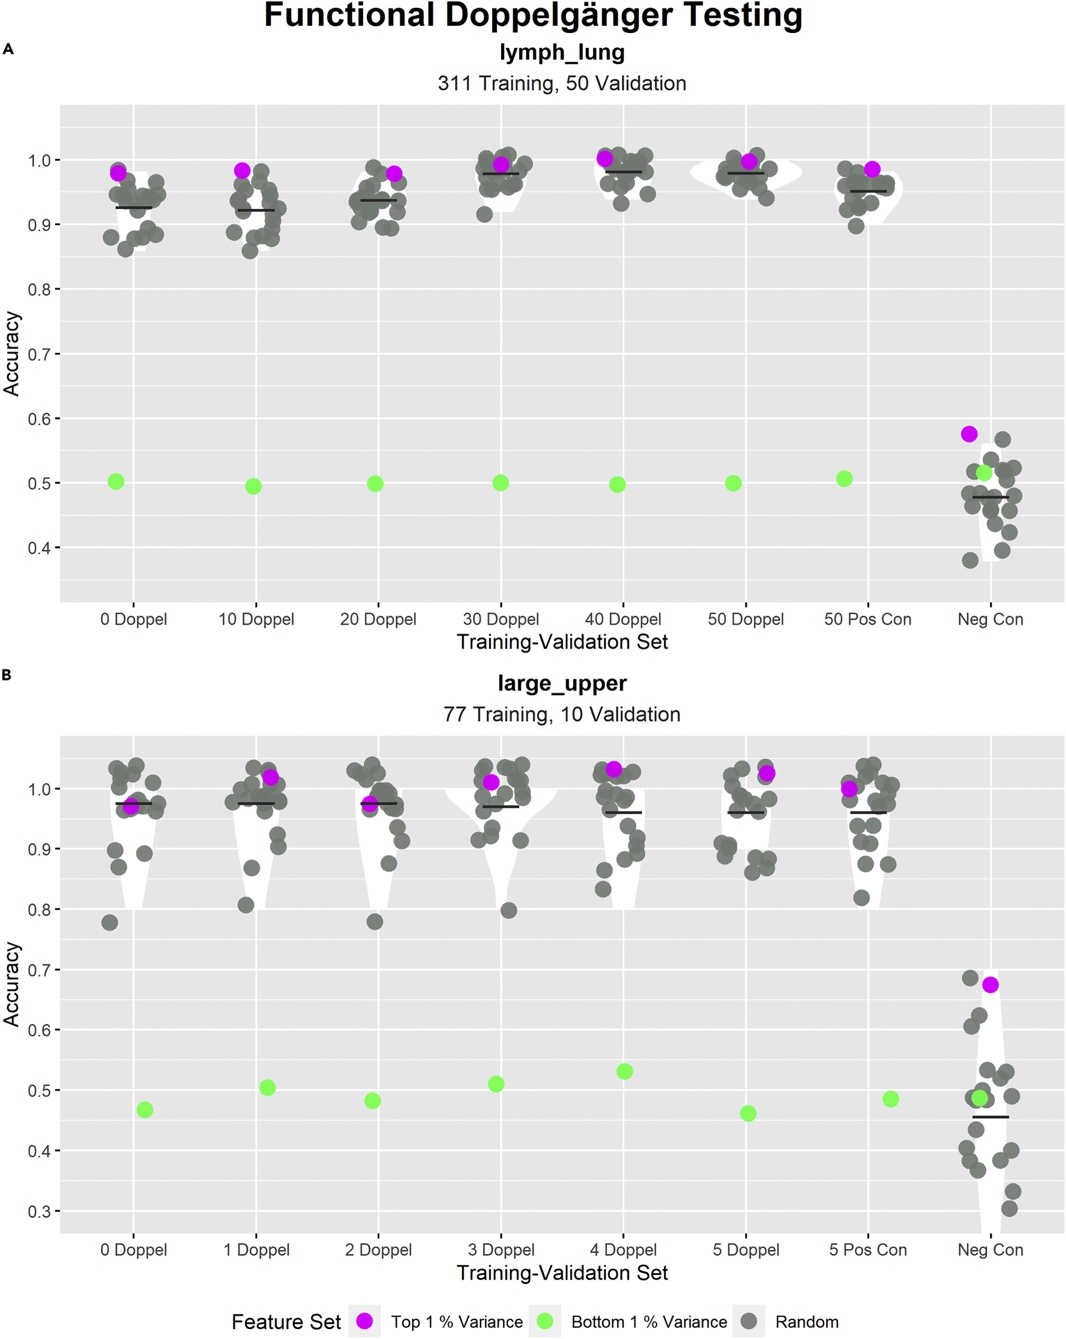 Functional Doppelgänger Testing
A
lymph_lung
311 Training, 50 Validation
Accuracy
1.0
0.9
0.8
0.7
0.6
0.5
0.4
0 Doppel 10 Doppel 20 Doppel 30 Doppel 40 Doppel 50 Doppel 50 Pos Con Neg Con
Training-Validation Set
B
large_upper
77 Training, 10 Validation
Accuracy
1.0
0.9
0.8
0.7
0.6
0.5
0.4
0.3
0 Doppel 1 Doppel 2 Doppel 3 Doppel 4 Doppel 5 Doppel 5 Pos Con Neg Con
Training-Validation Set
Feature Set Top 1 % Variance Bottom 1 % Variance Random